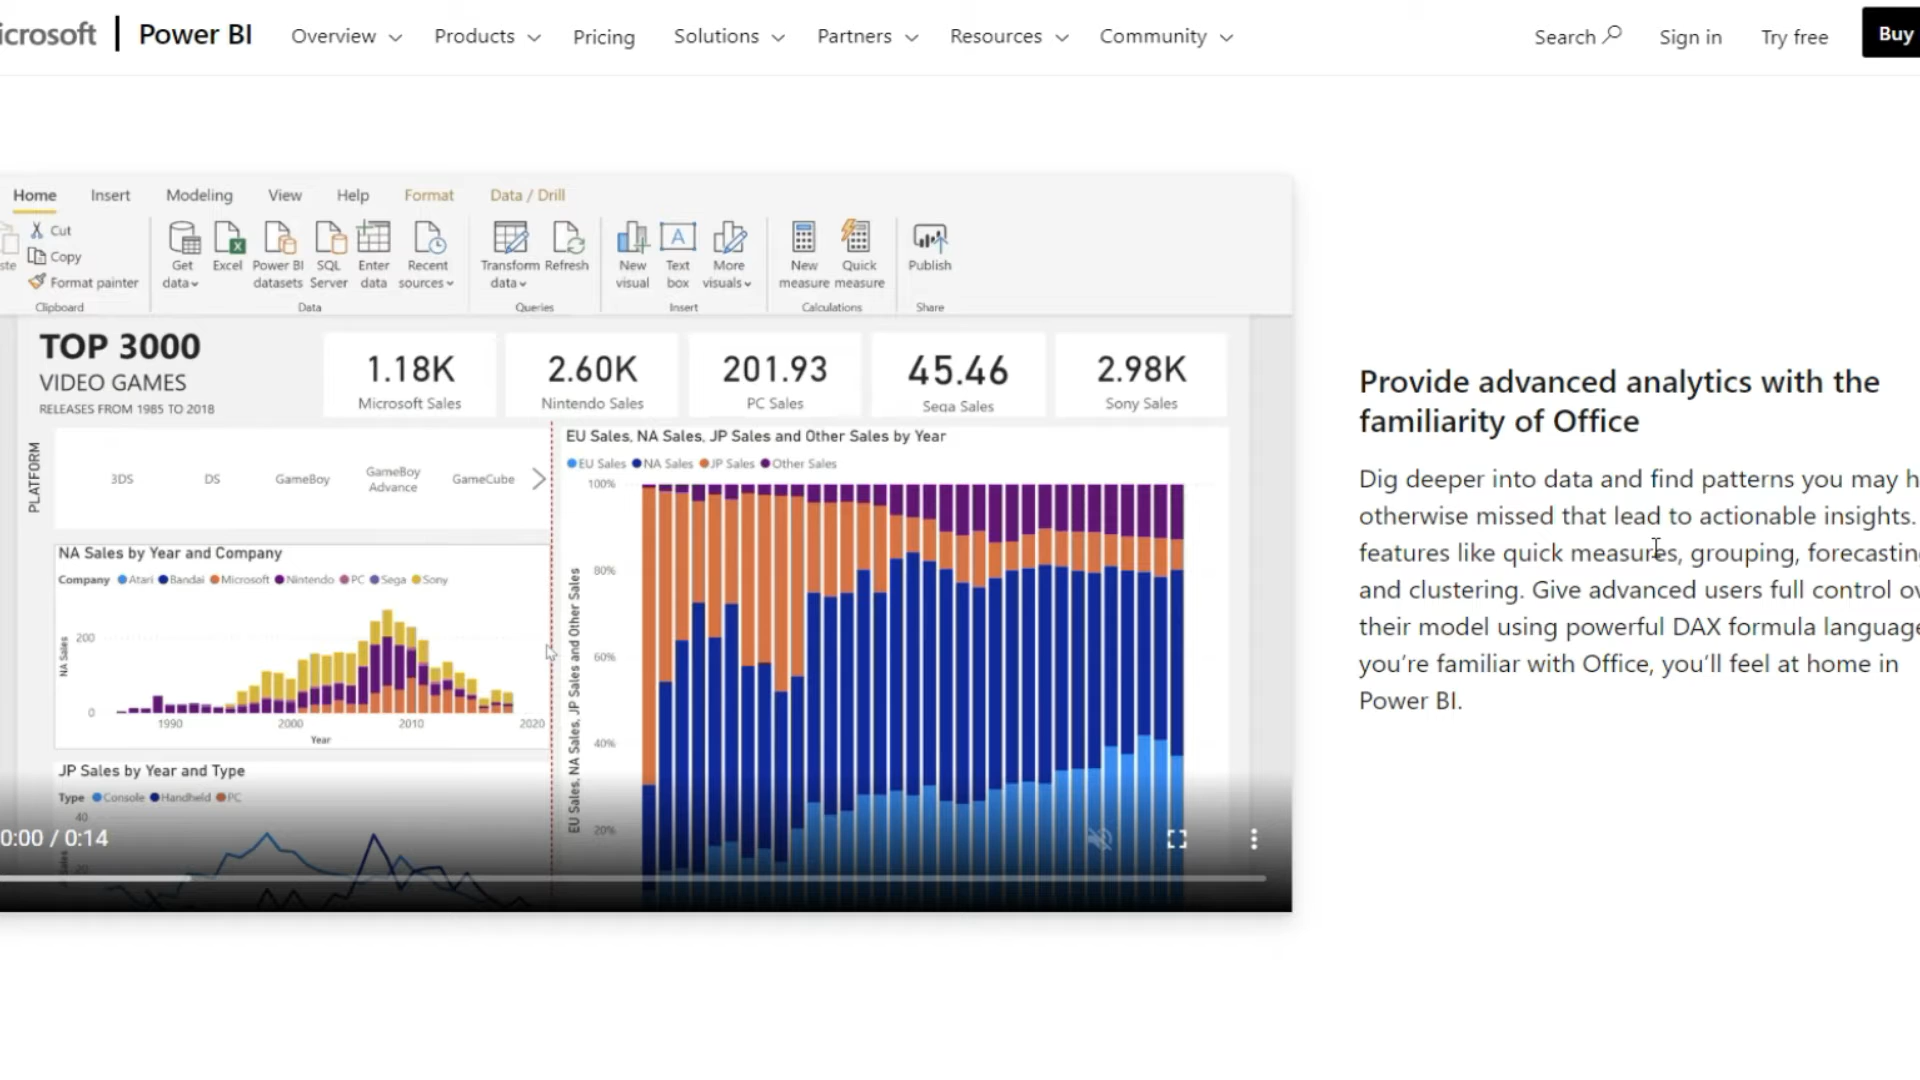 Microsoft | Power BI Overview Products Pricing Solutions Partners Resources Community Search Sign in Try free Buy
Home Insert Modeling View Help Format Data / Drill
Cut
Copy
Format painter
Clipboard
Get data
Excel
Power BI datasets
SQL Server
Enter data
Recent sources
Data
Transform data
Refresh
Queries
New visual
Text box
More visuals
Insert
New measure
Quick measure
Calculations
Publish
Share
TOP 3000
VIDEO GAMES
RELEASES FROM 1985 TO 2018
1.18K
Microsoft Sales
2.60K
Nintendo Sales
201.93
PC Sales
45.46
Sega Sales
2.98K
Sony Sales
PLATFORM
3DS
DS
GameBoy
GameBoy
Advance
GameCube
NA Sales by Year and Company
Company Atari Bandai Microsoft Nintendo PC Sega Sony
NA Sales
200
0
1990 2000 2010 2020
Year
JP Sales by Year and Type
Type Console Handheld PC
40
20
EU Sales, NA Sales, JP Sales and Other Sales by Year
EU Sales NA Sales JP Sales Other Sales
EU Sales, NA Sales, JP Sales and Other Sales
100%
80%
60%
40%
20%
0:00 / 0:14
Provide advanced analytics with the
familiarity of Office
Dig deeper into data and find patterns you may h
otherwise missed that lead to actionable insights.
features like quick measures, grouping, forecasting
and clustering. Give advanced users full control ov
their model using powerful DAX formula language
you’re familiar with Office, you’ll feel at home in
Power BI.